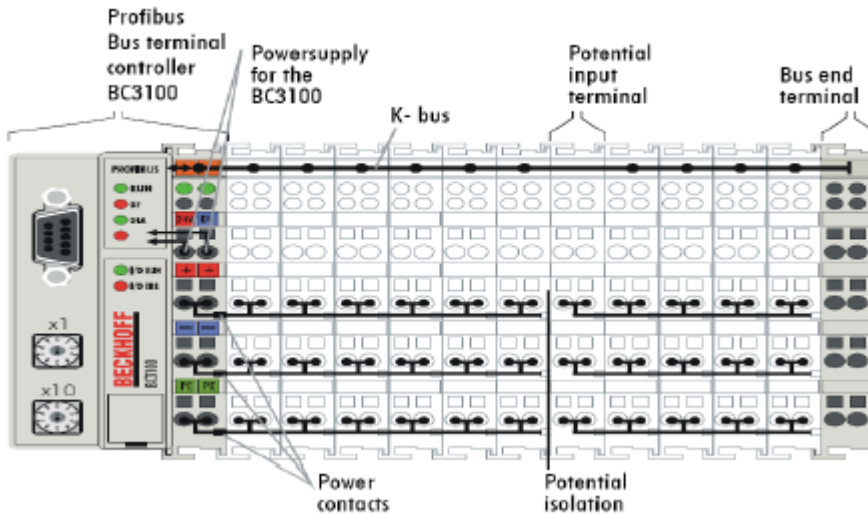 Profibus
Bus terminal
controller
BC3100
Powersupply
for the
BC3100
K- bus
Potential
input
terminal
Bus end
terminal
PROFIBUS
RUN
BF
DIA
24V
I/O RUN
I/O ERR
+ +
x1
x10
BECKHOFF
BC3100
PE PE
Power
contacts
Potential
isolation